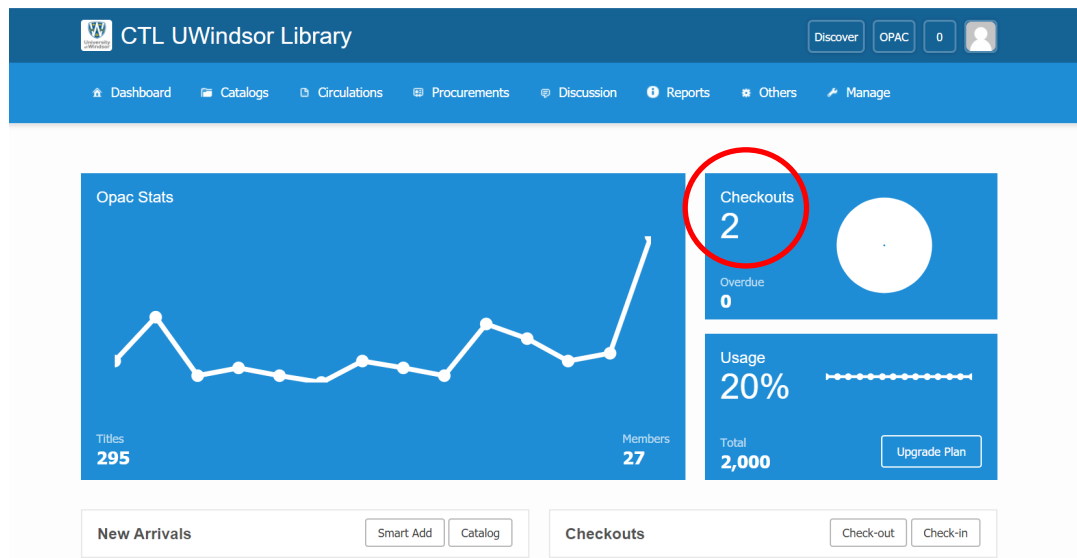 CTL UWindsor Library
Discover
OPAC
0
Dashboard
Catalogs
Circulations
Procurements
Discussion
Reports
Others
Manage
Opac Stats
Titles
295
Members
27
Checkouts
2
Overdue
0
Usage
20%
Total
2,000
Upgrade Plan
New Arrivals
Smart Add
Catalog
Checkouts
Check-out
Check-in